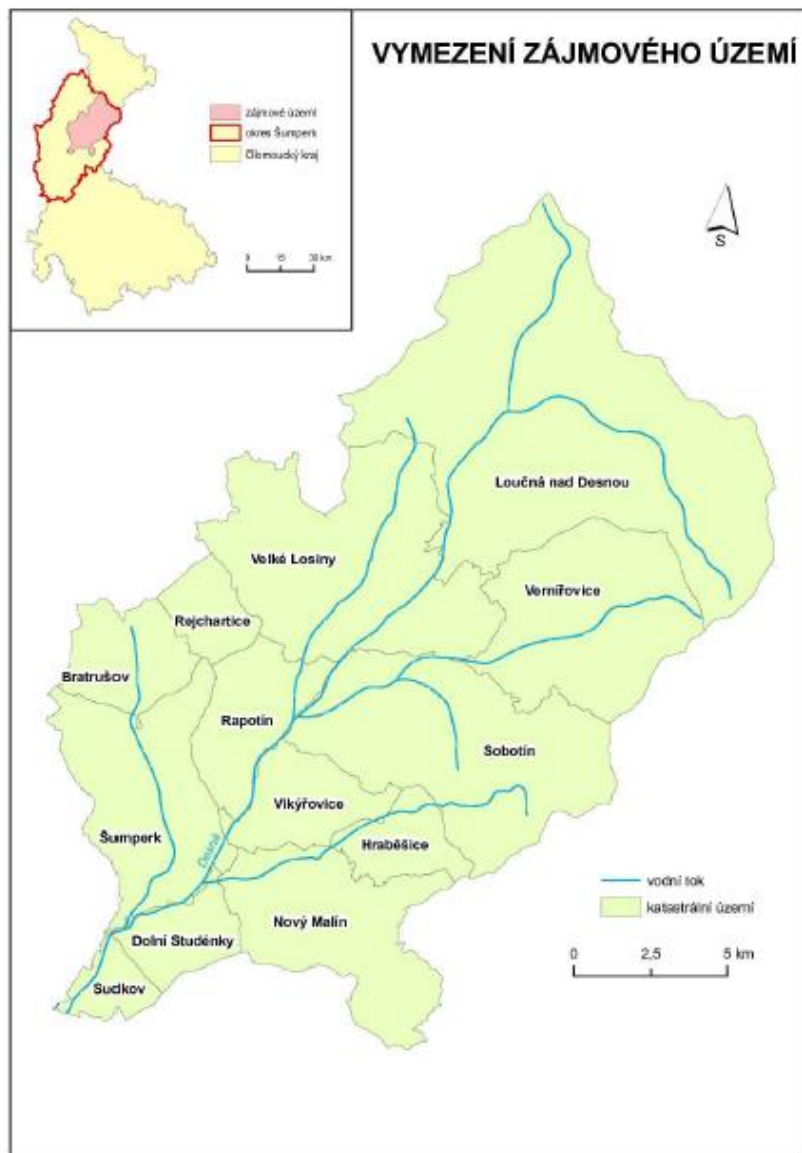 VYMEZENÍ ZÁJMOVÉHO ÚZEMÍ
zájmové území
okres Šumperk
Olomoucký kraj
0 15 30 km
S
Loučná nad Desnou
Velké Losiny
Vernířovice
Rejchartice
Bratrušov
Rapotín
Sobotín
Vikýřovice
Šumperk
Desná
Hraběšice
vodní tok
katastrální území
Nový Malín
Dolní Studénky
0 2,5 5 km
Sudkov